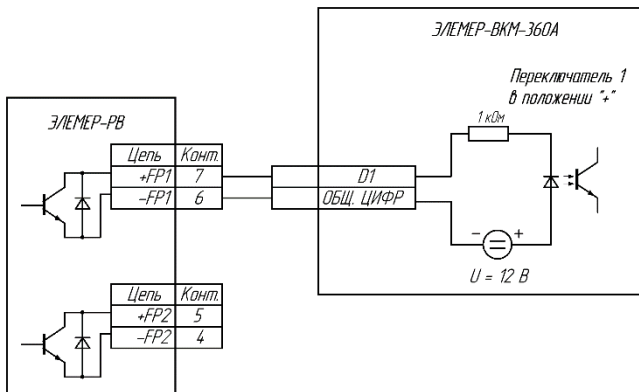 ЭЛЕМЕР-ВКМ-360А
Переключатель 1
в положении "+"
1 кОм
ЭЛЕМЕР-РВ
Цепь Конт.
+FP1 7
-FP1 6
D1
ОБЩ. ЦИФР
- +
U = 12 В
Цепь Конт.
+FP2 5
-FP2 4